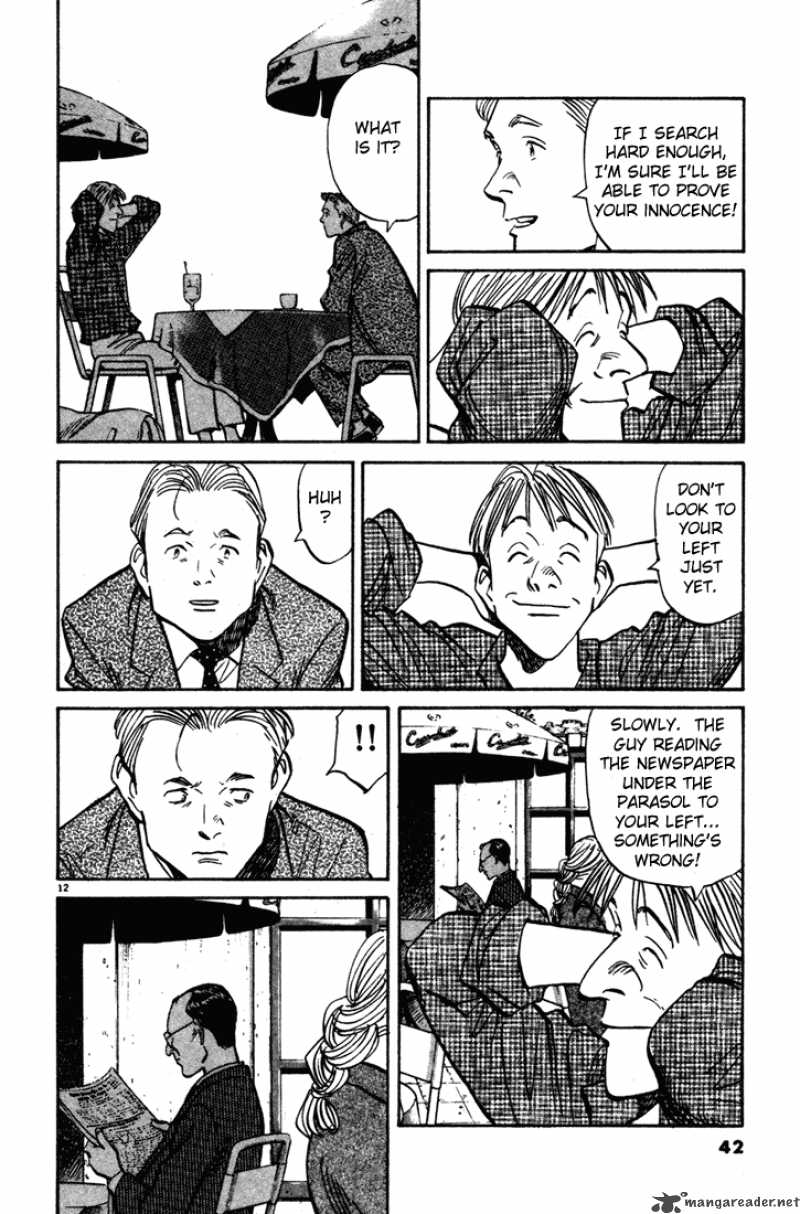 IF I SEARCH
HARD ENOUGH,
I'M SURE I'LL BE
ABLE TO PROVE
YOUR INNOCENCE!
WHAT
IS IT?
DON'T
LOOK TO
YOUR
LEFT
JUST
YET.
HUH
?
SLOWLY. THE
GUY READING
THE NEWSPAPER
UNDER THE
PARASOL TO
YOUR LEFT...
SOMETHING'S
WRONG!
!!
12
42
mangareader.net